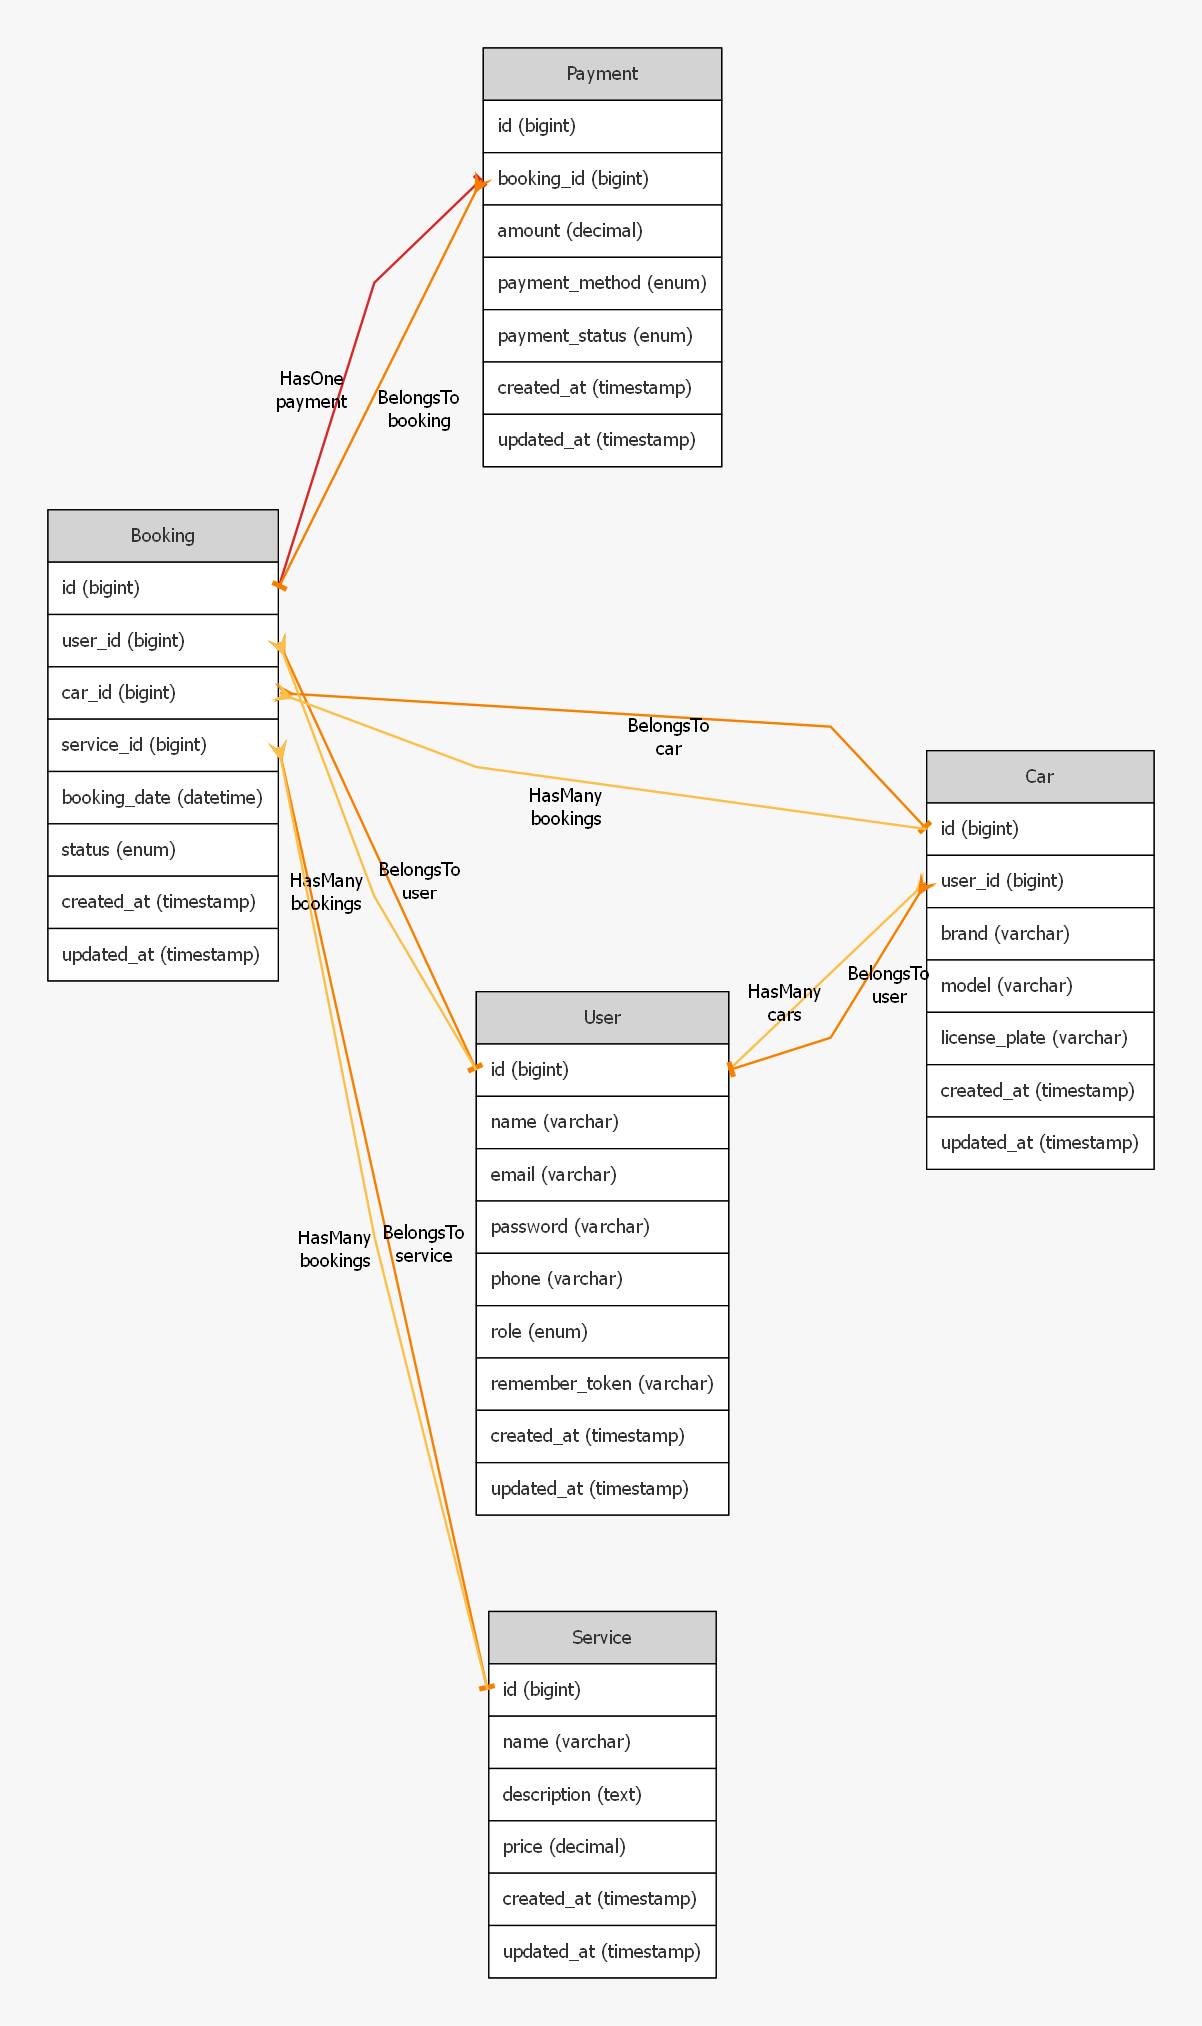 Payment
id (bigint)
booking_id (bigint)
amount (decimal)
payment_method (enum)
payment_status (enum)
created_at (timestamp)
updated_at (timestamp)
HasOne
payment
BelongsTo
booking
Booking
id (bigint)
user_id (bigint)
car_id (bigint)
service_id (bigint)
booking_date (datetime)
status (enum)
created_at (timestamp)
updated_at (timestamp)
BelongsTo
car
HasMany
bookings
HasMany
bookings
BelongsTo
user
Car
id (bigint)
user_id (bigint)
brand (varchar)
model (varchar)
license_plate (varchar)
created_at (timestamp)
updated_at (timestamp)
HasMany
cars
BelongsTo
user
User
id (bigint)
name (varchar)
email (varchar)
password (varchar)
phone (varchar)
role (enum)
remember_token (varchar)
created_at (timestamp)
updated_at (timestamp)
HasMany
bookings
BelongsTo
service
Service
id (bigint)
name (varchar)
description (text)
price (decimal)
created_at (timestamp)
updated_at (timestamp)